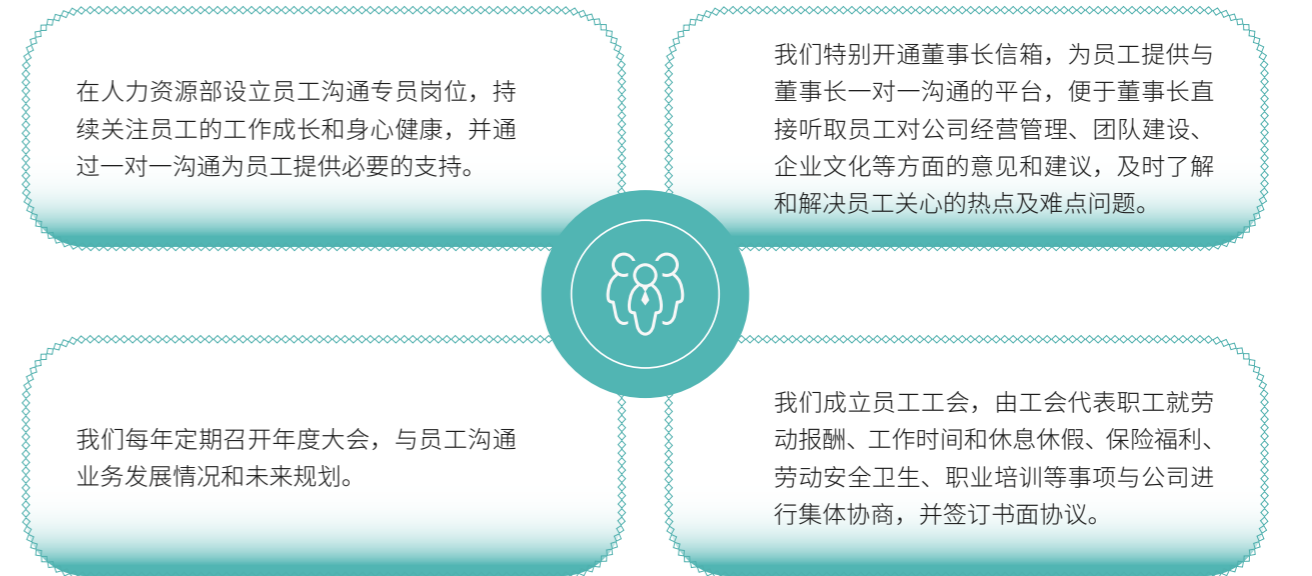 在人力资源部设立员工沟通专员岗位，持
续关注员工的工作成长和身心健康，并通
过一对一沟通为员工提供必要的支持。
我们特别开通董事长信箱，为员工提供与
董事长一对一沟通的平台，便于董事长直
接听取员工对公司经营管理、团队建设、
企业文化等方面的意见和建议，及时了解
和解决员工关心的热点及难点问题。
我们每年定期召开年度大会，与员工沟通
业务发展情况和未来规划。
我们成立员工工会，由工会代表职工就劳
动报酬、工作时间和休息休假、保险福利、
劳动安全卫生、职业培训等事项与公司进
行集体协商，并签订书面协议。